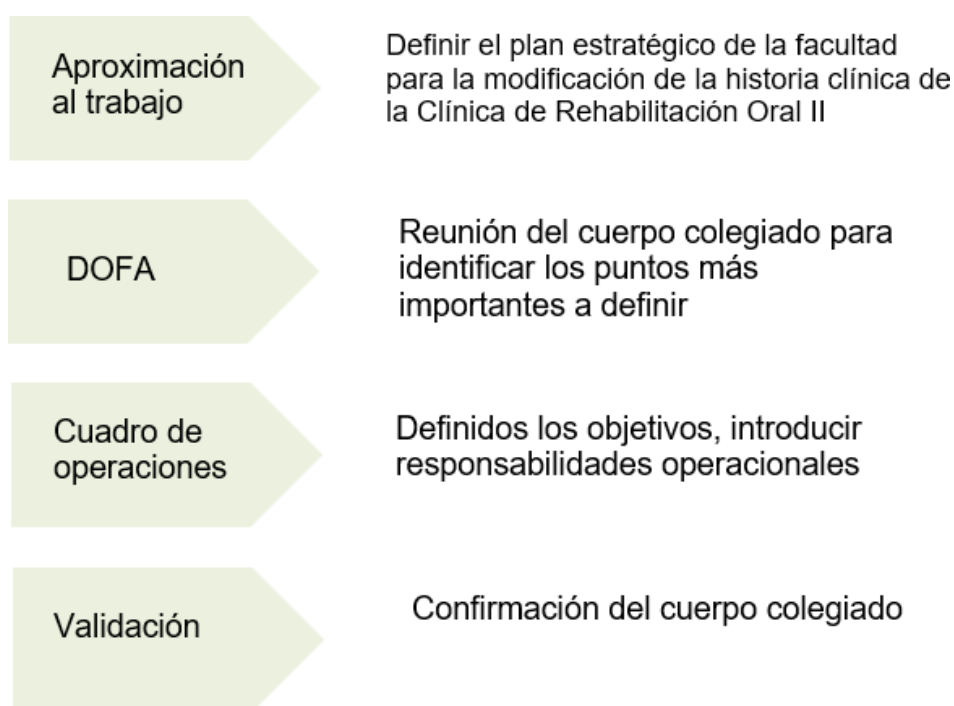 Aproximación
al trabajo
Definir el plan estratégico de la facultad
para la modificación de la historia clínica de
la Clínica de Rehabilitación Oral II
DOFA
Reunión del cuerpo colegiado para
identificar los puntos más
importantes a definir
Cuadro de
operaciones
Definidos los objetivos, introducir
responsabilidades operacionales
Validación
Confirmación del cuerpo colegiado